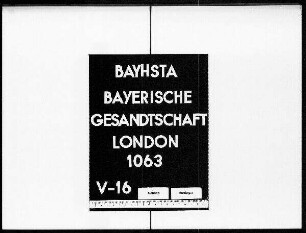 BAYHSTA
BAYERISCHE
GESANDTSCHAFT
LONDON
1063
V-16